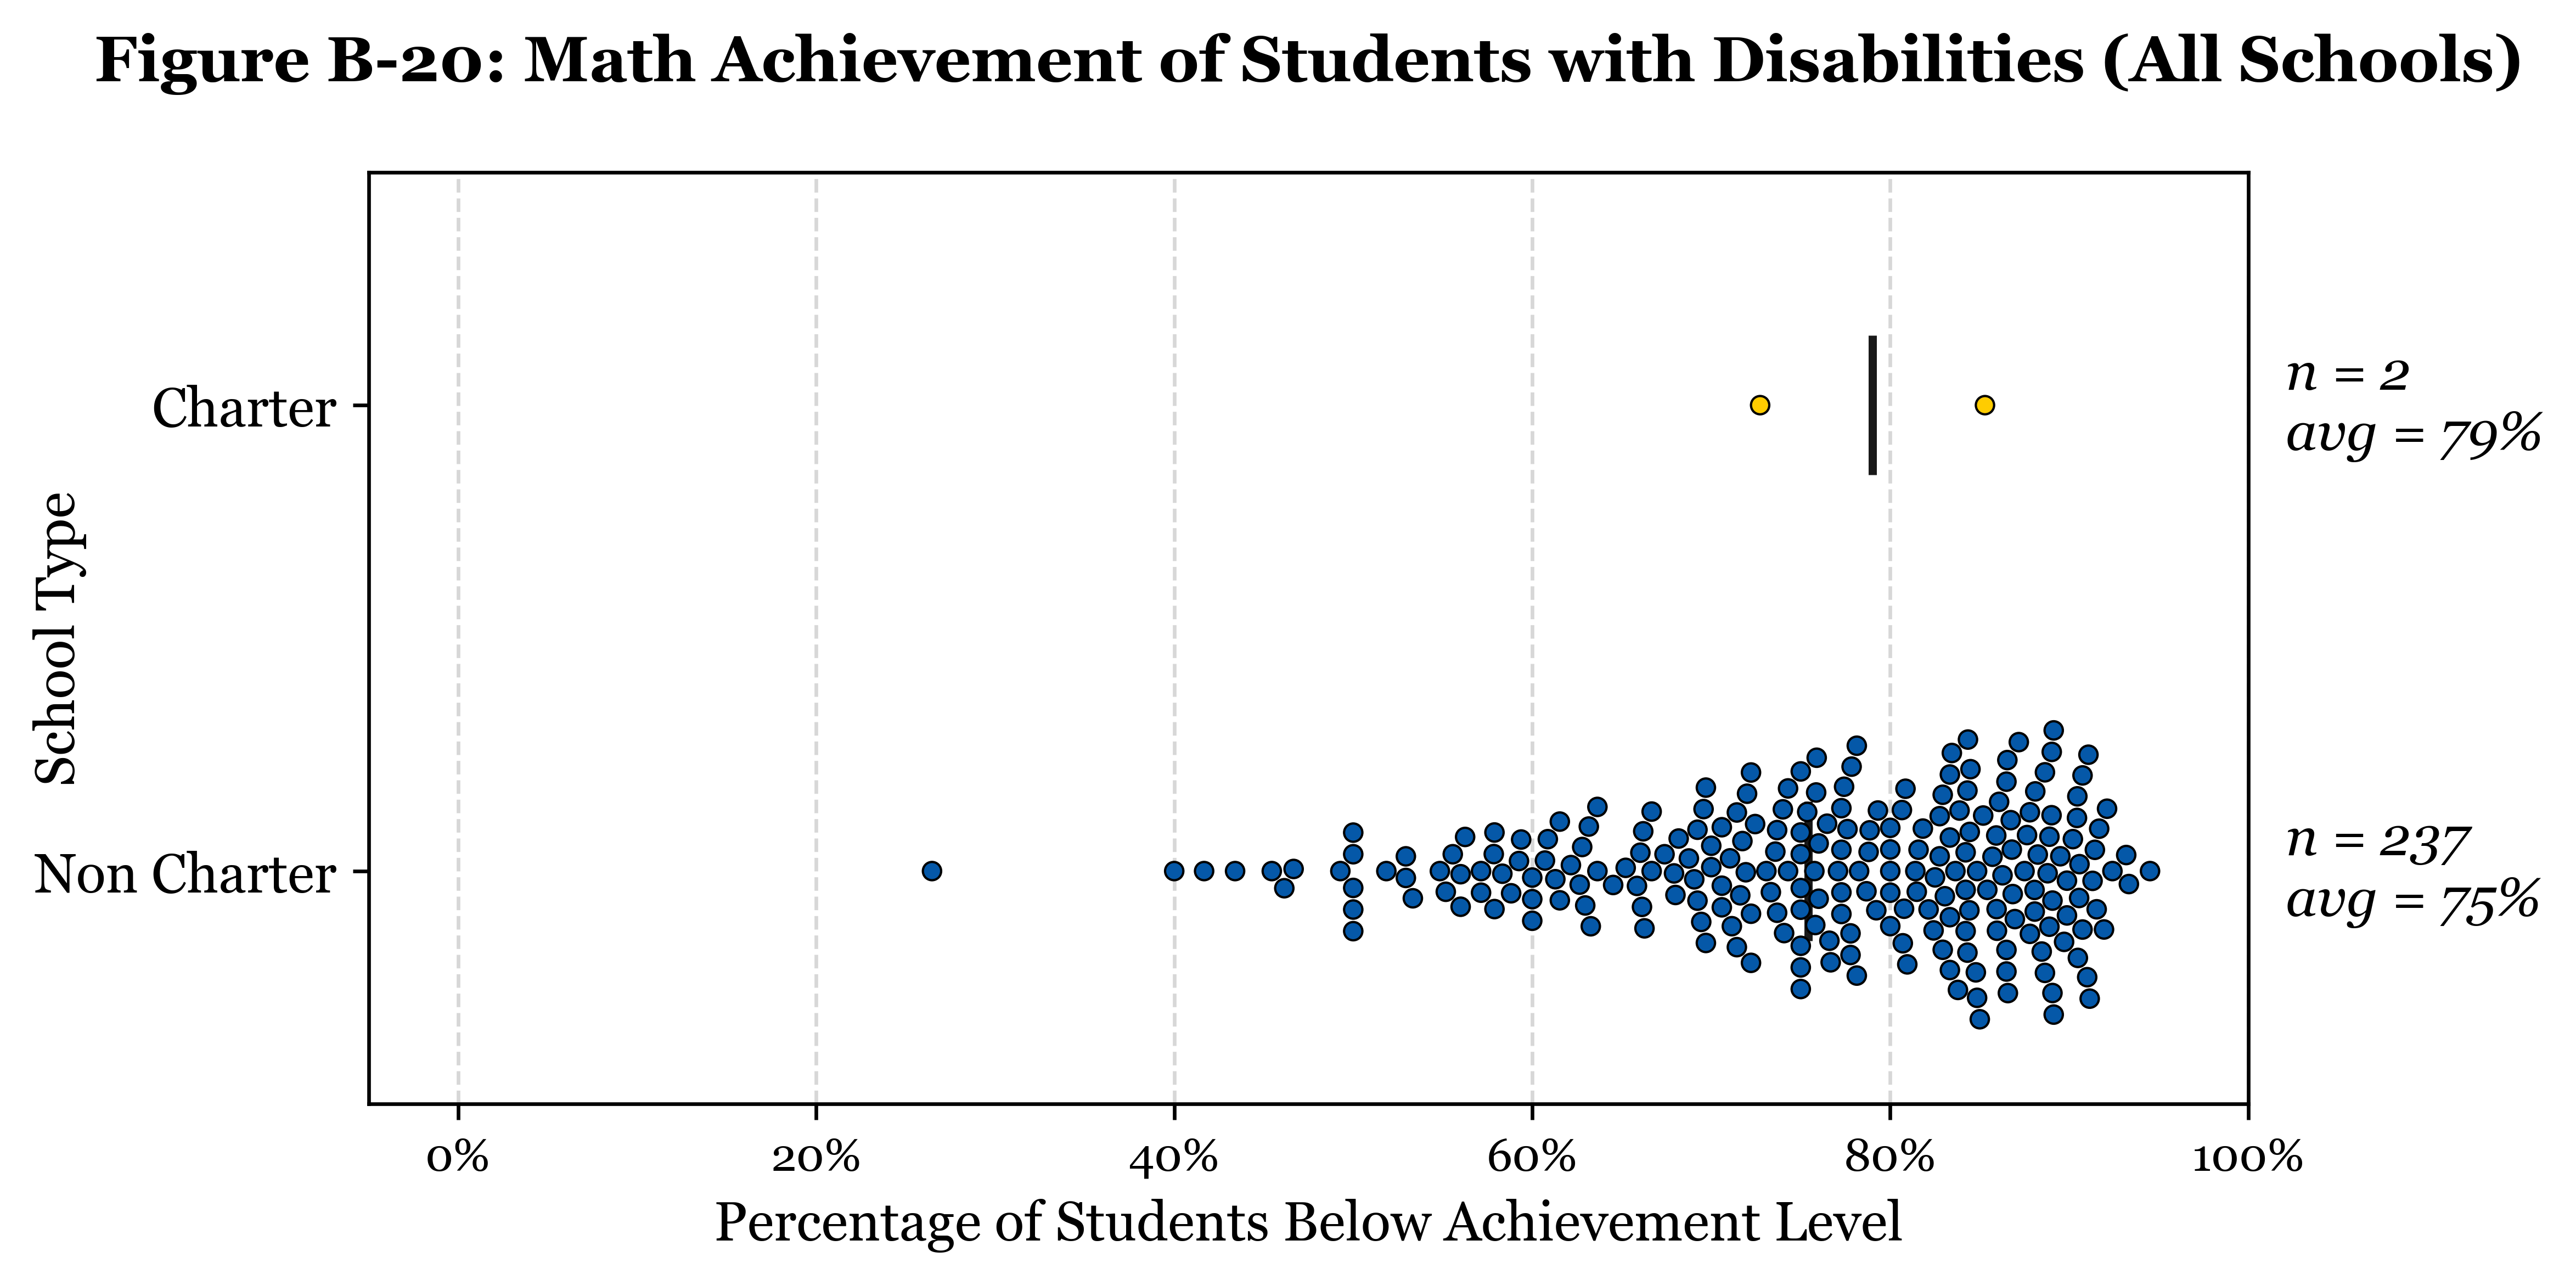 Figure B-20: Math Achievement of Students with Disabilities (All Schools)
School Type
Charter
n = 2
avg = 79%
Non Charter
n = 237
avg = 75%
0% 20% 40% 60% 80% 100%
Percentage of Students Below Achievement Level